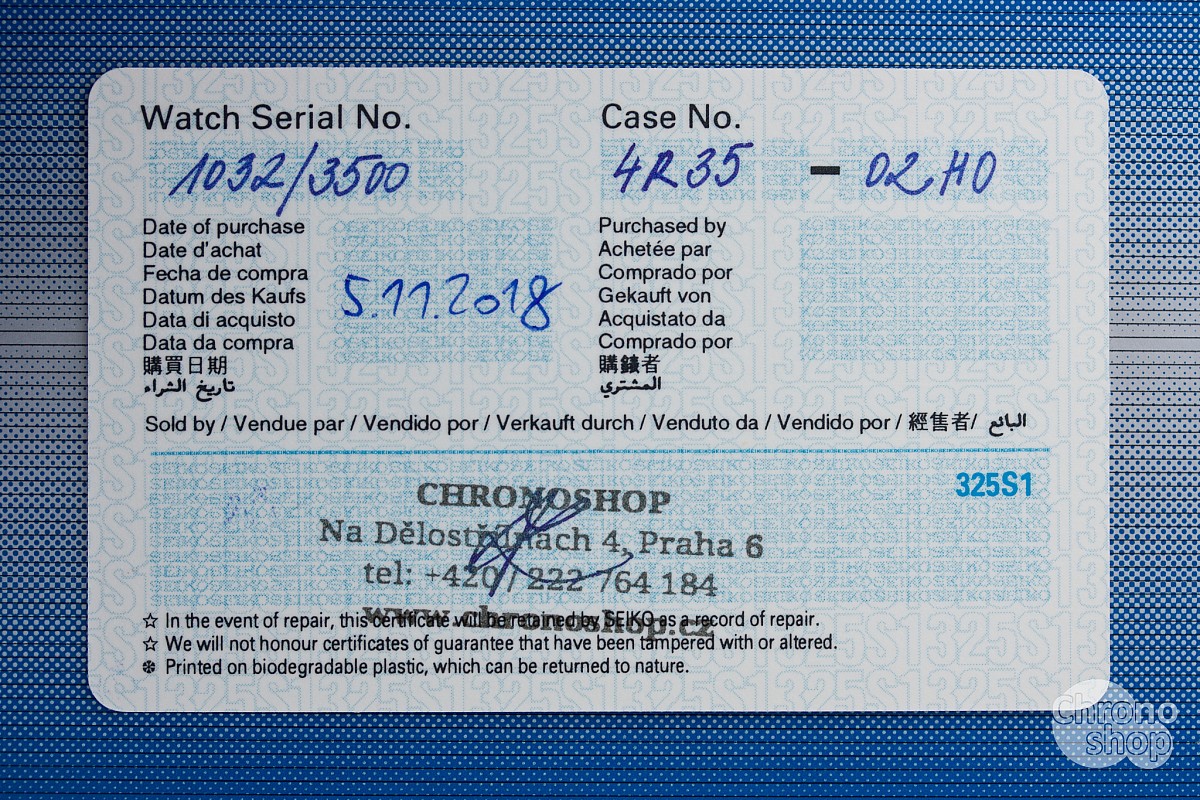 Watch Serial No.
1032/3500
Case No.
4R35 - 02H0
Date of purchase
Date d'achat
Fecha de compra
Datum des Kaufs
Data di acquisto
Data da compra
購買日期
تاريخ الشراء
5.11.2018
Purchased by
Achetée par
Comprado por
Gekauft von
Acquistato da
Comprado por
購 者
المشتري
Sold by / Vendue par / Vendido por / Verkauft durch / Venduto da / Vendido por / 經售者/ البائع
325S1
CHRONOSHOP
Na 4, Praha 6
tel: +420 / 222 764 184
www.chronoshop.cz
☆ In the event of repair, this certificate will be retained by SEIKO as a record of repair.
☆ We will not honour certificates of guarantee that have been tampered with or altered.
❄ Printed on biodegradable plastic, which can be returned to nature.
chrono
shop